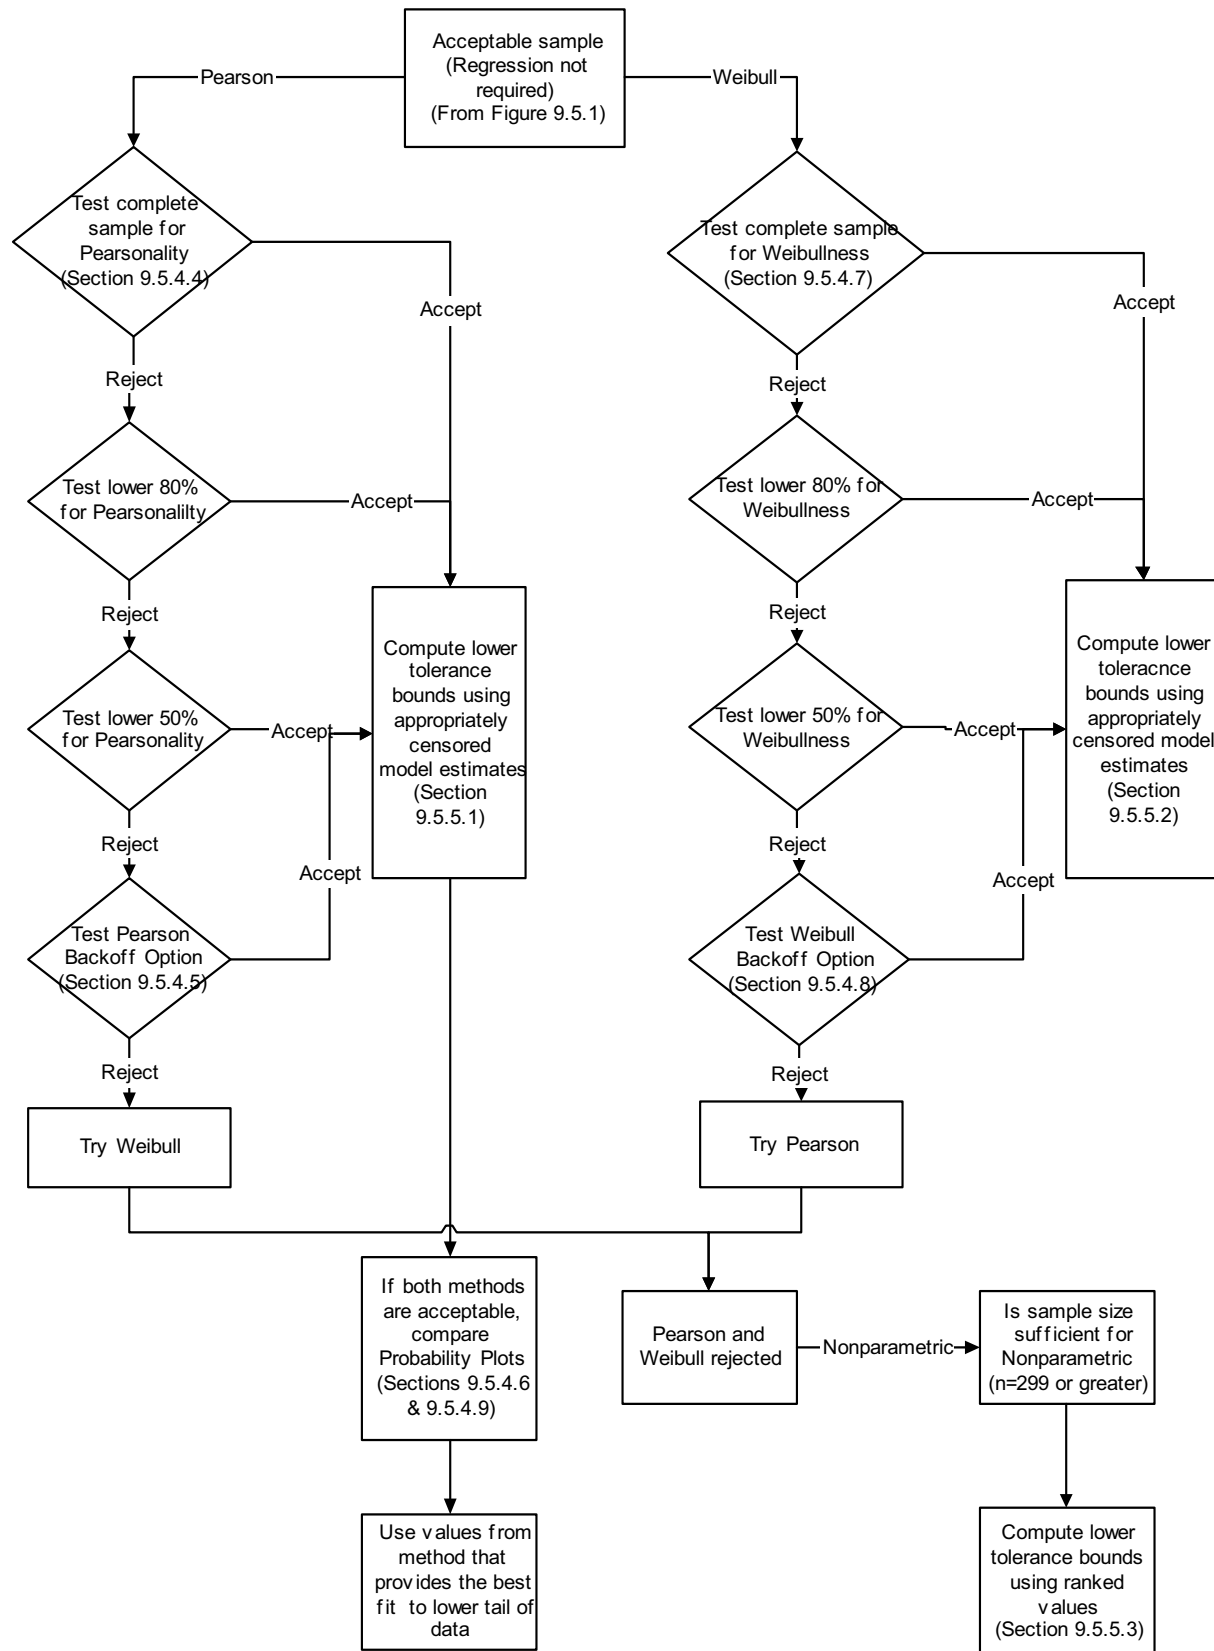 Acceptable sample
(Regression not
required)
(From Figure 9.5.1)
Pearson
Weibull
Test complete
sample for
Pearsonality
(Section 9.5.4.4)
Accept
Reject
Test lower 80%
for Pearsonalilty
Accept
Reject
Test lower 50%
for Pearsonality
Accept
Reject
Test Pearson
Backoff Option
(Section 9.5.4.5)
Accept
Reject
Try Weibull
Compute lower
tolerance
bounds using
appropriately
censored
model estimates
(Section
9.5.5.1)
Test complete sample
for Weibullness
(Section 9.5.4.7)
Accept
Reject
Test lower 80% for
Weibullness
Accept
Reject
Test lower 50% for
Weibullness
Accept
Reject
Test Weibull
Backoff Option
(Section 9.5.4.8)
Accept
Reject
Try Pearson
Compute lower
toleracnce
bounds using
appropriately
censored model
estimates
(Section
9.5.5.2)
If both methods
are acceptable,
compare
Probability Plots
(Sections 9.5.4.6
& 9.5.4.9)
Use values from
method that
provides the best
fit to lower tail of
data
Pearson and
Weibull rejected
Nonparametric
Is sample size
sufficient for
Nonparametric
(n=299 or greater)
Compute lower
tolerance bounds
using ranked
values
(Section 9.5.5.3)